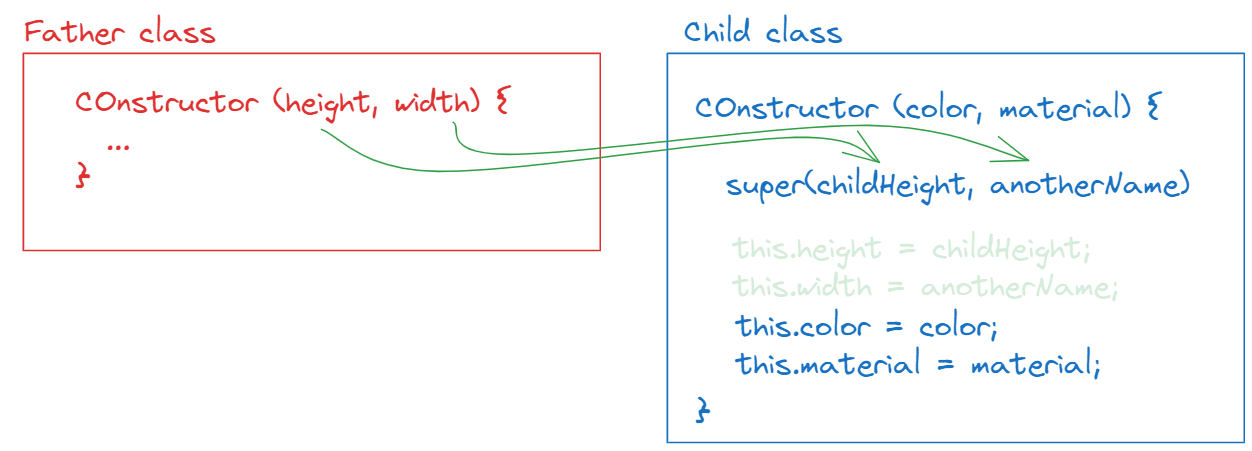 Father class
COnstructor (height, width) {
...
}
Child class
COnstructor (color, material) {
super(childHeight, anotherName)
this.height = childHeight;
this.width = anotherName;
this.color = color;
this.material = material;
}